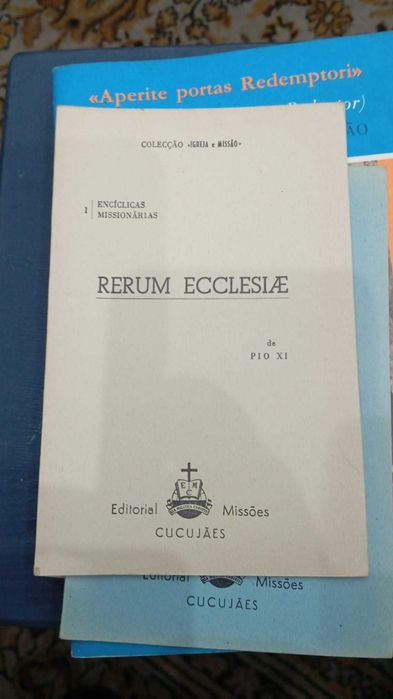 «Aperite portas Redemptori»
COLECÇÃO «IGREJA e MISSÃO»
1 ENCÍCLICAS
MISSIONÁRIAS
RERUM ECCLESIÆ
de
PIO XI
E M
C
Editorial Missões
CUCUJÃES
Editorial Missões
CUCUJÃES